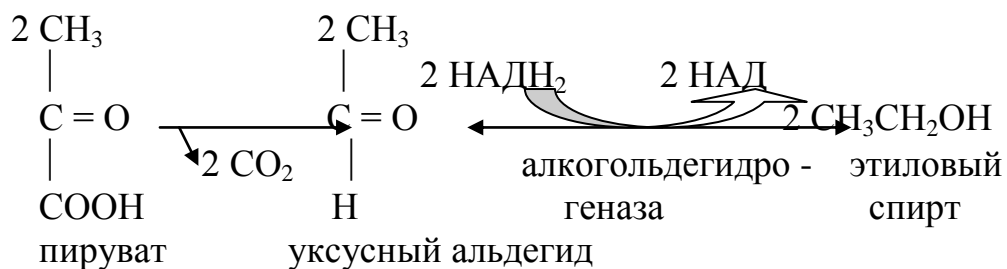 2 CH₃ 2 CH₃
| | 2 НАДН₂ 2 НАД
C = O C = O 2 CH₃CH₂OH
| 2 CO₂ | алкогольдегидро - этиловый
COOH H геназа спирт
пируват уксусный альдегид